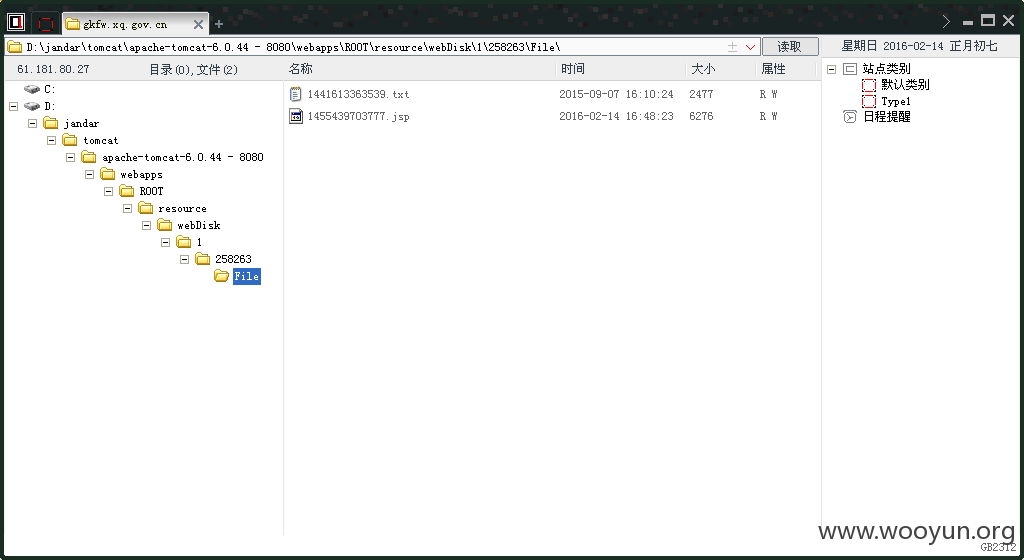 gkfw.xq.gov.cn
D:\jandar\tomcat\apache-tomcat-6.0.44 - 8080\webapps\ROOT\resource\webDisk\1\258263\File\
读取
星期日 2016-02-14 正月初七
61.181.80.27
目录(0),文件(2)
名称 时间 大小 属性
C:
D:
jandar
tomcat
apache-tomcat-6.0.44 - 8080
webapps
ROOT
resource
webDisk
1
258263
File
1441613363539.txt 2015-09-07 16:10:24 2477 R W
1455439703777.jsp 2016-02-14 16:48:23 6276 R W
站点类别
默认类别
Type1
日程提醒
www.wooyun.org
GB2312